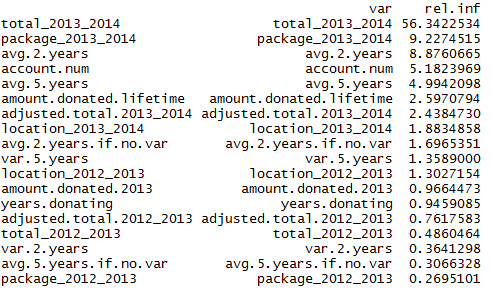 var rel.inf
total_2013_2014 total_2013_2014 56.3422534
package_2013_2014 package_2013_2014 9.2274515
avg.2.years avg.2.years 8.8760665
account.num account.num 5.1823969
avg.5.years avg.5.years 4.9942098
amount.donated.lifetime amount.donated.lifetime 2.5970794
adjusted.total.2013_2014 adjusted.total.2013_2014 2.4384730
location_2013_2014 location_2013_2014 1.8834858
avg.2.years.if.no.var avg.2.years.if.no.var 1.6965351
var.5.years var.5.years 1.3589000
location_2012_2013 location_2012_2013 1.3027154
amount.donated.2013 amount.donated.2013 0.9664473
years.donating years.donating 0.9459085
adjusted.total.2012_2013 adjusted.total.2012_2013 0.7617583
total_2012_2013 total_2012_2013 0.4860464
var.2.years var.2.years 0.3641298
avg.5.years.if.no.var avg.5.years.if.no.var 0.3066328
package_2012_2013 package_2012_2013 0.2695101